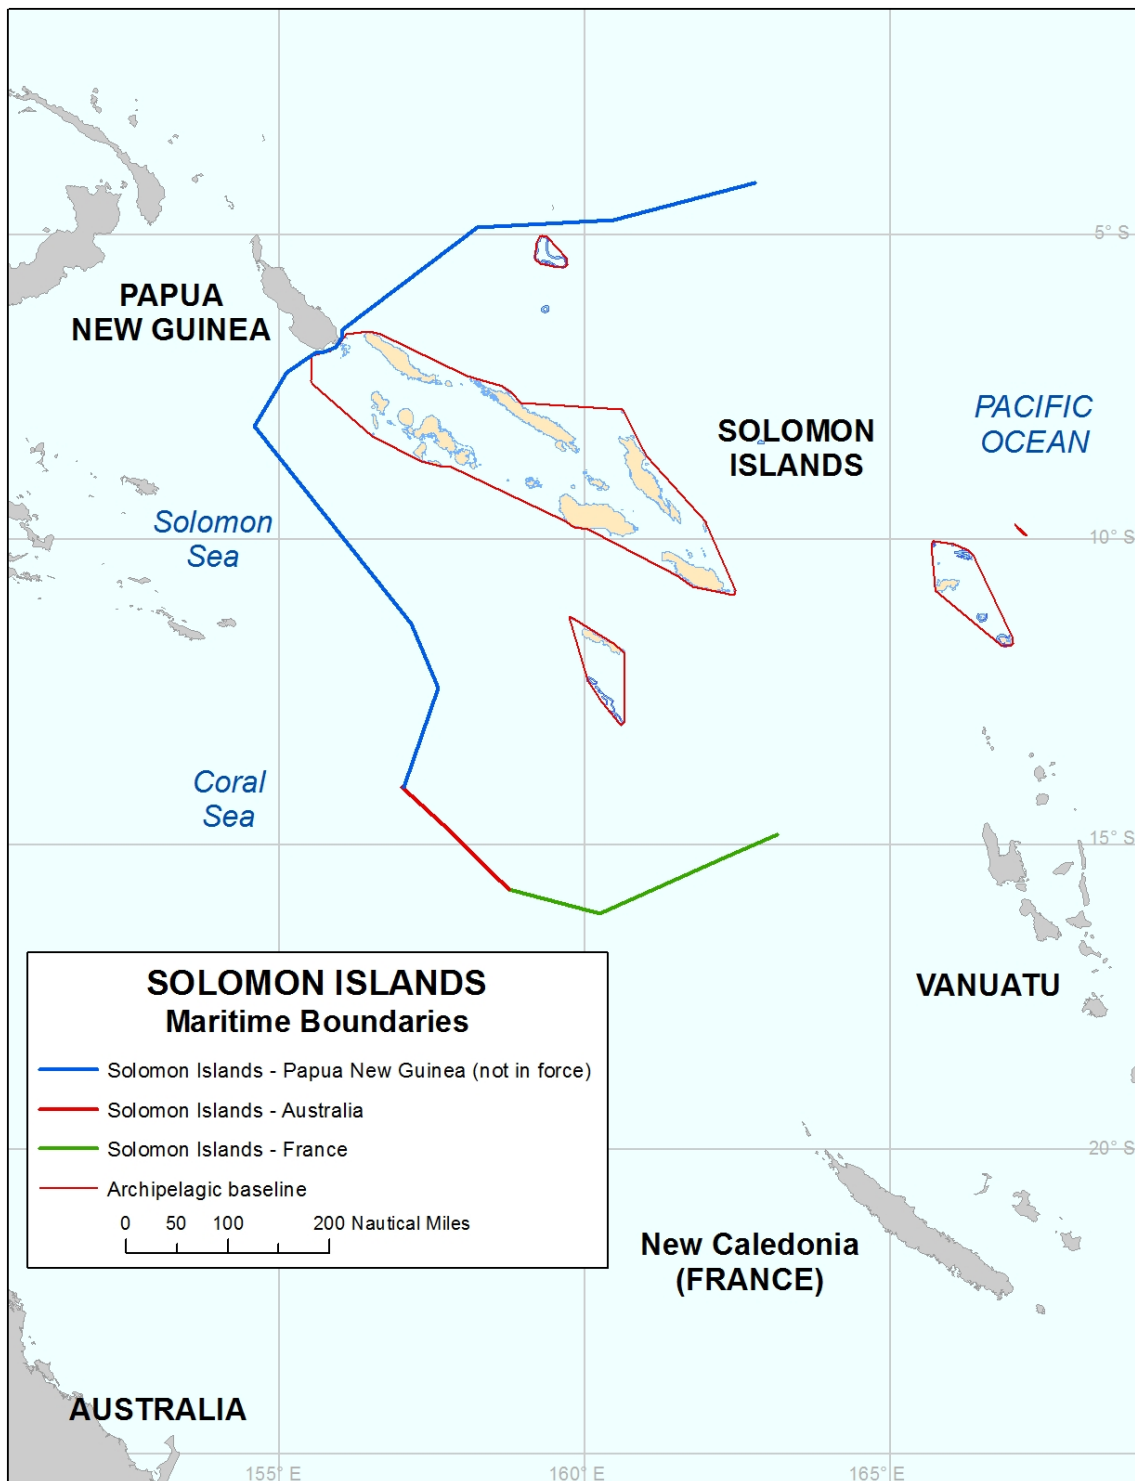 5° S
PAPUA
NEW GUINEA
PACIFIC
OCEAN
SOLOMON
ISLANDS
Solomon
Sea
10° S
Coral
Sea
15° S
VANUATU
SOLOMON ISLANDS
Maritime Boundaries
Solomon Islands - Papua New Guinea (not in force)
Solomon Islands - Australia
Solomon Islands - France
Archipelagic baseline
0 50 100 200 Nautical Miles
20° S
New Caledonia
(FRANCE)
AUSTRALIA
155° E 160° E 165° E